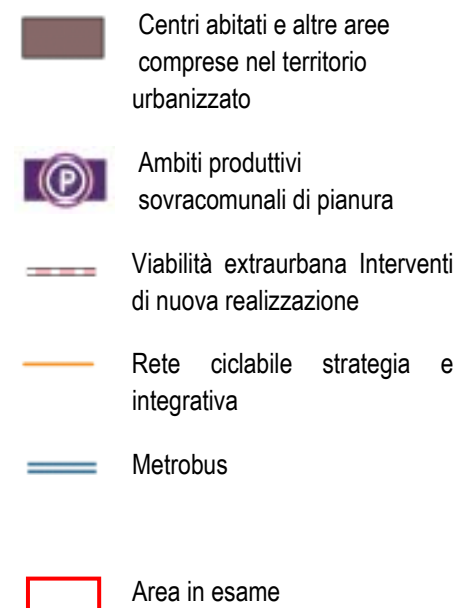 Centri abitati e altre aree
comprese nel territorio
urbanizzato
P
Ambiti produttivi
sovracomunali di pianura
Viabilità extraurbana Interventi
di nuova realizzazione
Rete ciclabile strategia e
integrativa
Metrobus
Area in esame